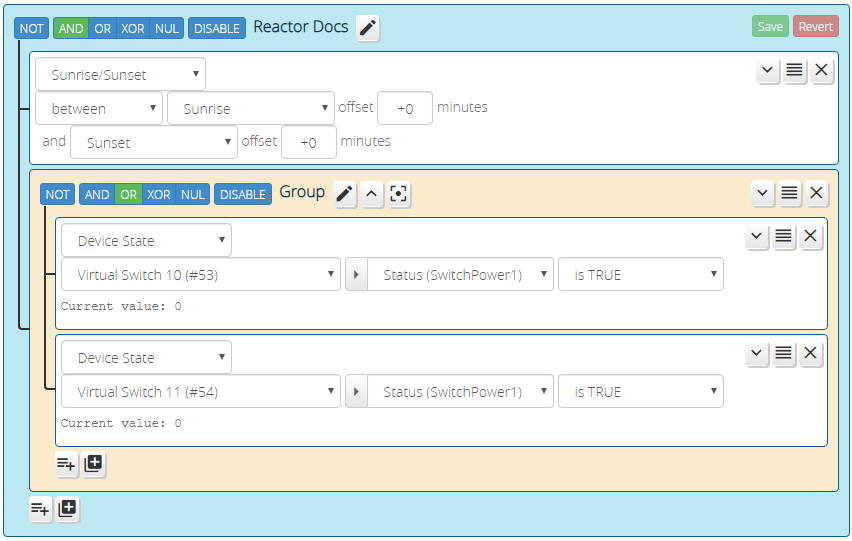 NOT AND OR XOR NUL DISABLE Reactor Docs Save Revert
Sunrise/Sunset
between Sunrise offset +0 minutes
and Sunset offset +0 minutes
NOT AND OR XOR NUL DISABLE Group
Device State
Virtual Switch 10 (#53) Status (SwitchPower1) is TRUE
Current value: 0
Device State
Virtual Switch 11 (#54) Status (SwitchPower1) is TRUE
Current value: 0